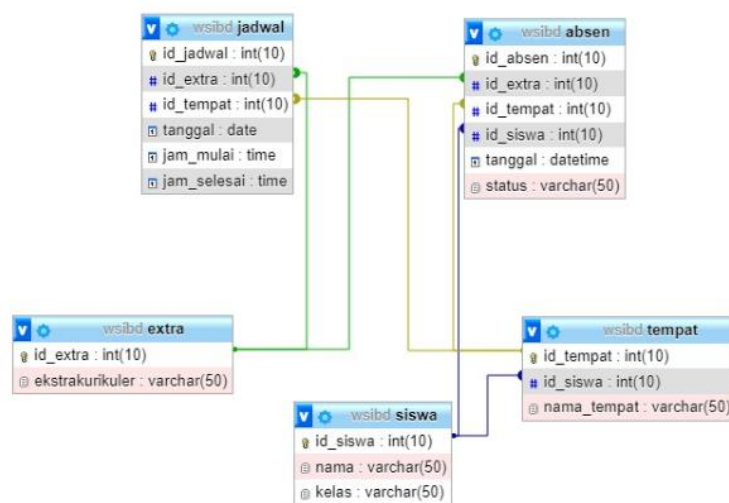 wsibd jadwal
id_jadwal : int(10)
id_extra : int(10)
id_tempat : int(10)
tanggal : date
jam_mulai : time
jam_selesai : time
wsibd absen
id_absen : int(10)
id_extra : int(10)
id_tempat : int(10)
id_siswa : int(10)
tanggal : datetime
status : varchar(50)
wsibd extra
id_extra : int(10)
ekstrakurikuler : varchar(50)
wsibd tempat
id_tempat : int(10)
id_siswa : int(10)
nama_tempat : varchar(50)
wsibd siswa
id_siswa : int(10)
nama : varchar(50)
kelas : varchar(50)